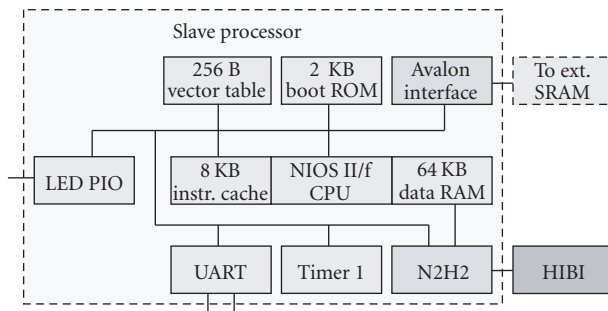 Slave processor
256 B
vector table
2 KB
boot ROM
Avalon
interface
To ext.
SRAM
LED PIO
8 KB
instr. cache
NIOS II/f
CPU
64 KB
data RAM
UART
Timer 1
N2H2
HIBI